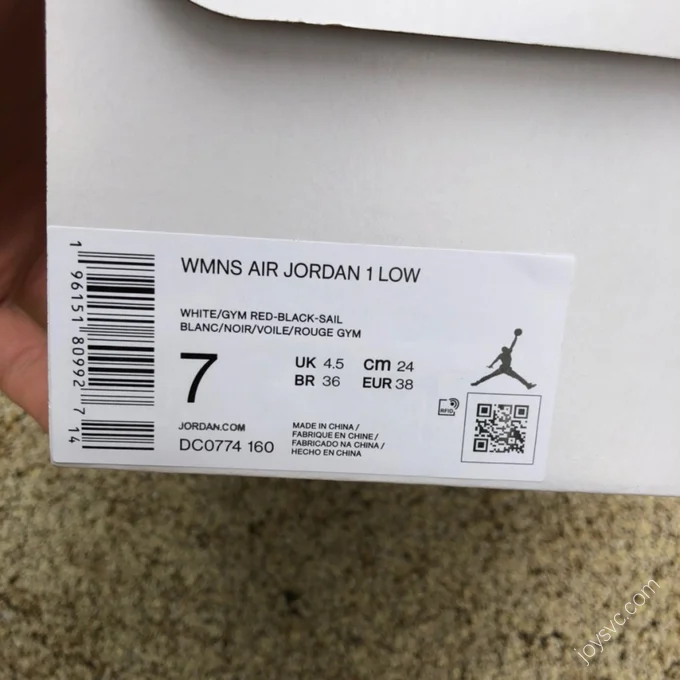 WMNS AIR JORDAN 1 LOW
WHITE/GYM RED-BLACK-SAIL
BLANC/NOIR/VOILE/ROUGE GYM
7
UK 4.5 cm 24
BR 36 EUR 38
JORDAN.COM
DC0774 160
MADE IN CHINA /
FABRIQUE EN CHINE /
FABRICADO NA CHINA /
HECHO EN CHINA
RFID
1 96151 80992 7 14
joysvc.com